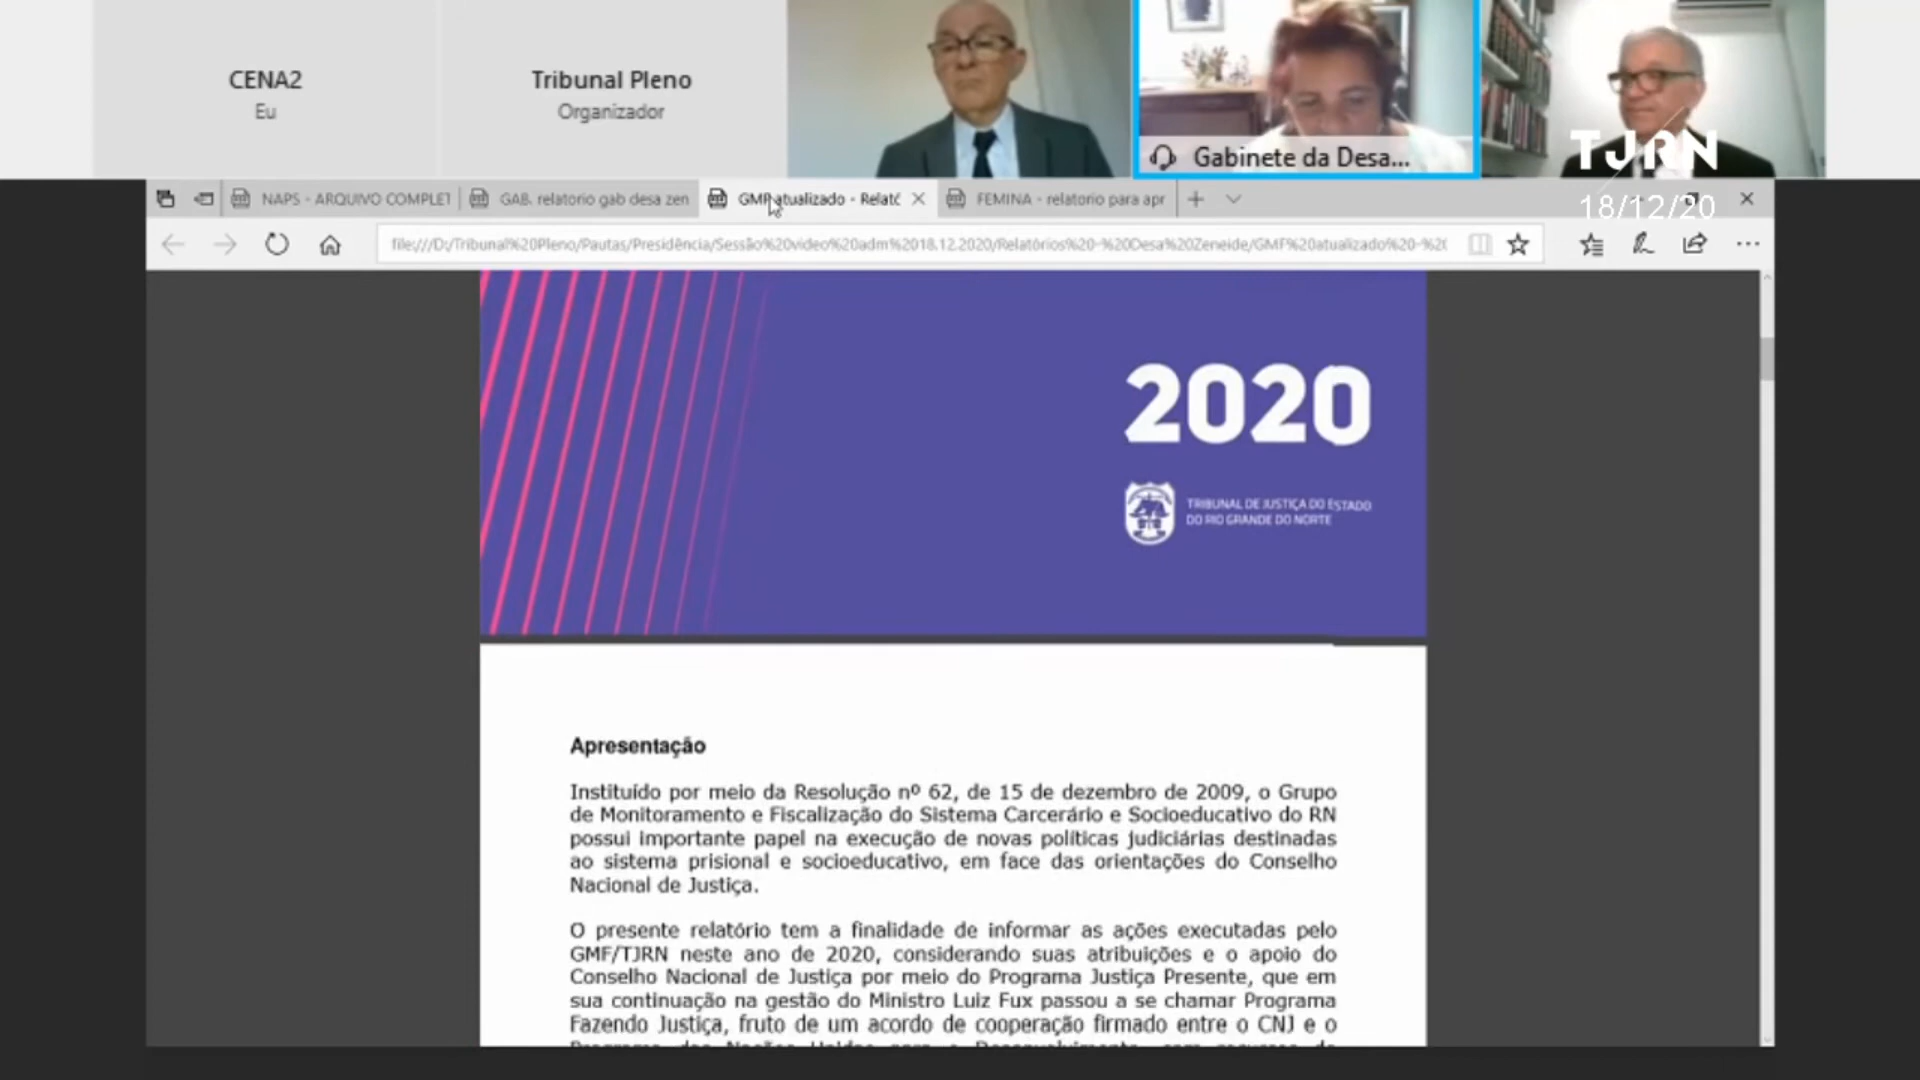 CENA2
Eu
Tribunal Pleno
Organizador
Gabinete da Desa...
TJRN
18/12/20
NAPS - ARQUIVO COMPLET
GAB. relatorio gab desa zen
GMF atualizado - Relató
FEMINA - relatorio para apr
file:///D:/Tribunal%20Pleno/Pautas/Presidência/Sessão%20video%20adm%2018.12.2020/Relatórios%20-%20Desa%20Zeneide/GMF%20atualizado%20-%20
2020
TRIBUNAL DE JUSTIÇA DO ESTADO
DO RIO GRANDE DO NORTE
Apresentação
Instituído por meio da Resolução nº 62, de 15 de dezembro de 2009, o Grupo
de Monitoramento e Fiscalização do Sistema Carcerário e Socioeducativo do RN
possui importante papel na execução de novas políticas judiciárias destinadas
ao sistema prisional e socioeducativo, em face das orientações do Conselho
Nacional de Justiça.
O presente relatório tem a finalidade de informar as ações executadas pelo
GMF/TJRN neste ano de 2020, considerando suas atribuições e o apoio do
Conselho Nacional de Justiça por meio do Programa Justiça Presente, que em
sua continuação na gestão do Ministro Luiz Fux passou a se chamar Programa
Fazendo Justiça, fruto de um acordo de cooperação firmado entre o CNJ e o